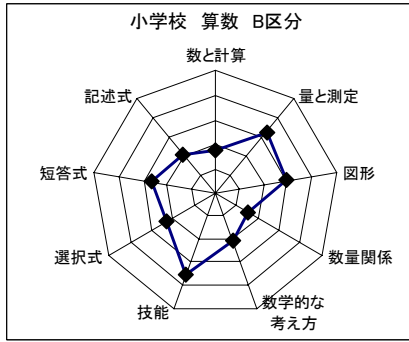 小学校 算数 B区分
数と計算
量と測定
図形
数量関係
数学的な
考え方
技能
選択式
短答式
記述式